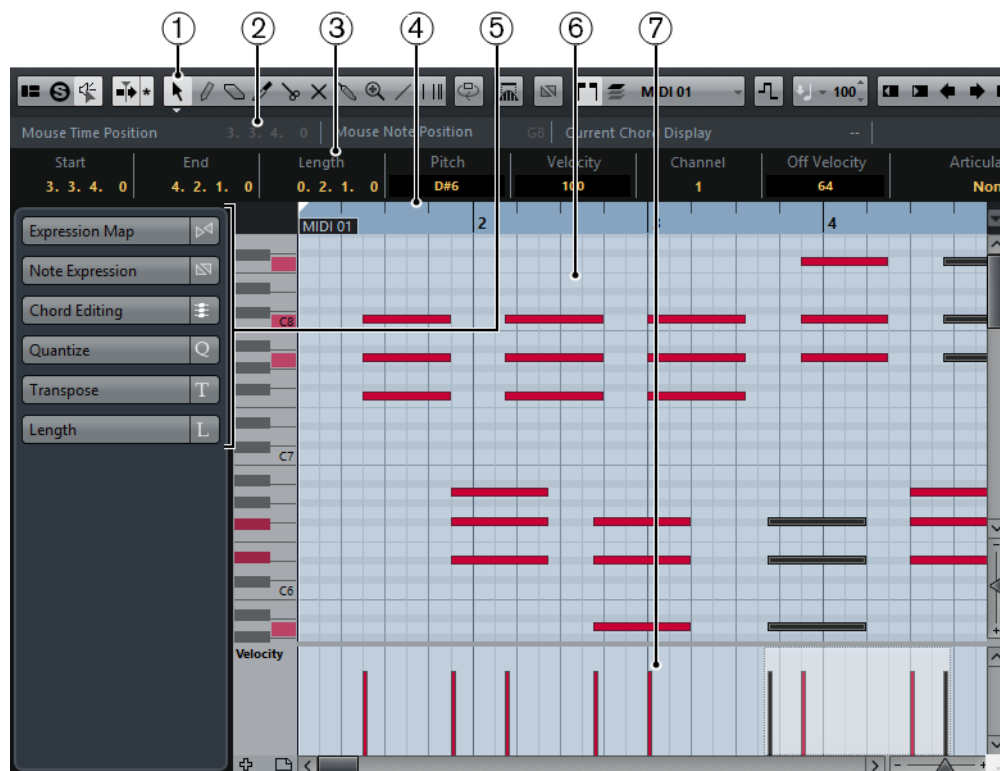 1 2 3 4 5 6 7
MIDI 01 100
Mouse Time Position 3. 3. 4. 0 Mouse Note Position G8 Current Chord Display --
Start End Length Pitch Velocity Channel Off Velocity Articula
3. 3. 4. 0 4. 2. 1. 0 0. 2. 1. 0 D#6 100 1 64 Non
MIDI 01 2 3 4
Expression Map
Note Expression
Chord Editing
C8
Quantize Q
Transpose T
Length L
C7
C6
Velocity